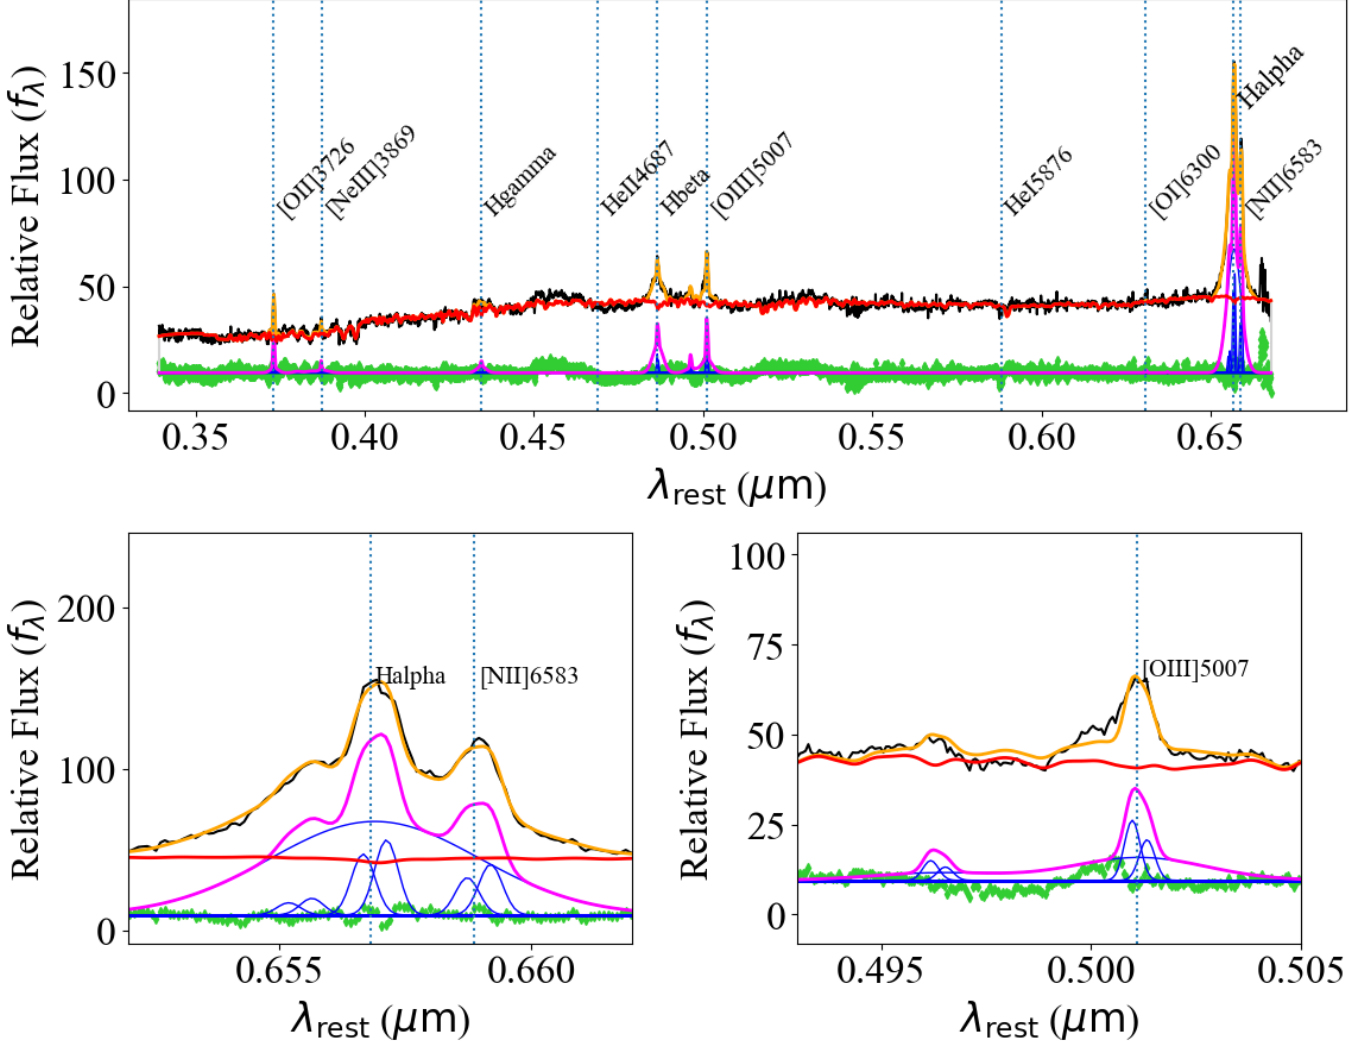 Relative Flux (fλ)
150
100
50
0
[OII]3726
[NeIII]3869
Hgamma
HeII4687
Hbeta
[OIII]5007
HeI5876
[OI]6300
Halpha
[NII]6583
0.35 0.40 0.45 0.50 0.55 0.60 0.65
λrest (μm)
Relative Flux (fλ)
200
100
0
Halpha
[NII]6583
0.655 0.660
λrest (μm)
Relative Flux (fλ)
100
75
50
25
0
[OIII]5007
0.495 0.500 0.505
λrest (μm)